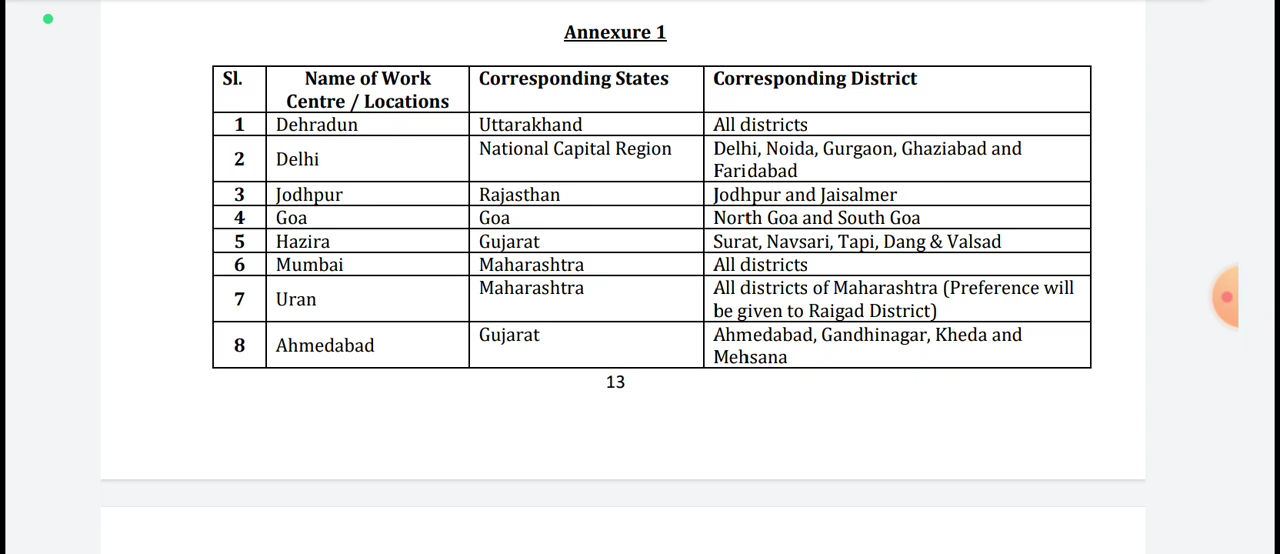 Annexure 1
Sl. Name of Work Centre / Locations Corresponding States Corresponding District
1 Dehradun Uttarakhand All districts
2 Delhi National Capital Region Delhi, Noida, Gurgaon, Ghaziabad and
Faridabad
3 Jodhpur Rajasthan Jodhpur and Jaisalmer
4 Goa Goa North Goa and South Goa
5 Hazira Gujarat Surat, Navsari, Tapi, Dang & Valsad
6 Mumbai Maharashtra All districts
7 Uran Maharashtra All districts of Maharashtra (Preference will
be given to Raigad District)
8 Ahmedabad Gujarat Ahmedabad, Gandhinagar, Kheda and
Mehsana
13